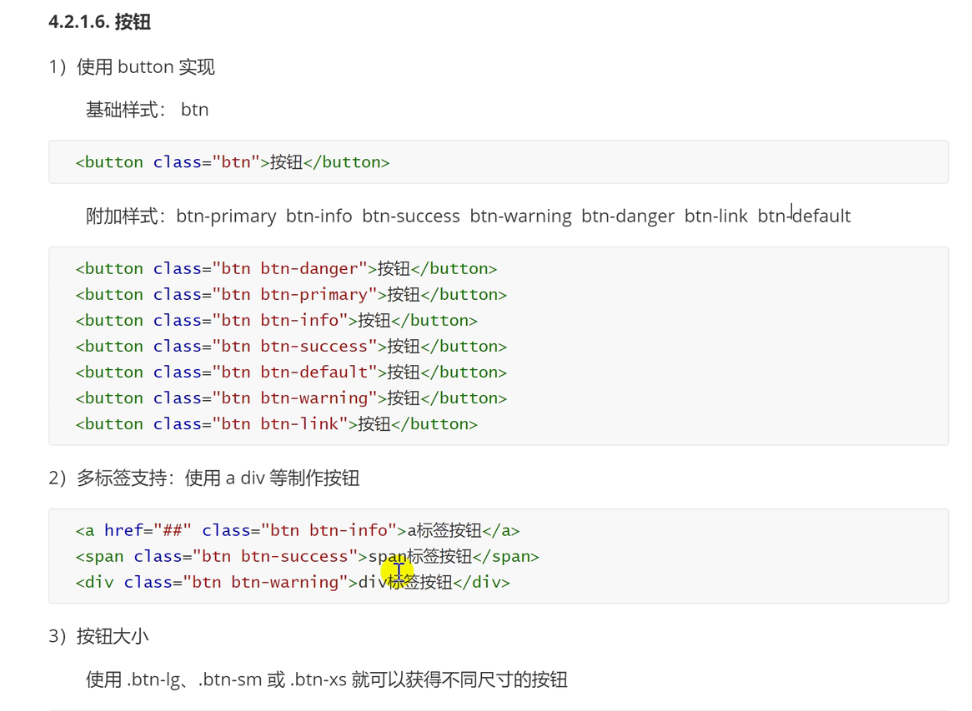 4.2.1.6. 按钮
1）使用 button 实现
基础样式： btn
<button class="btn">按钮</button>
附加样式：btn-primary btn-info btn-success btn-warning btn-danger btn-link btn-default
<button class="btn btn-danger">按钮</button>
<button class="btn btn-primary">按钮</button>
<button class="btn btn-info">按钮</button>
<button class="btn btn-success">按钮</button>
<button class="btn btn-default">按钮</button>
<button class="btn btn-warning">按钮</button>
<button class="btn btn-link">按钮</button>
2）多标签支持：使用 a div 等制作按钮
<a href="##" class="btn btn-info">a标签按钮</a>
<span class="btn btn-success">span标签按钮</span>
<div class="btn btn-warning">div标签按钮</div>
3）按钮大小
使用 .btn-lg、.btn-sm 或 .btn-xs 就可以获得不同尺寸的按钮